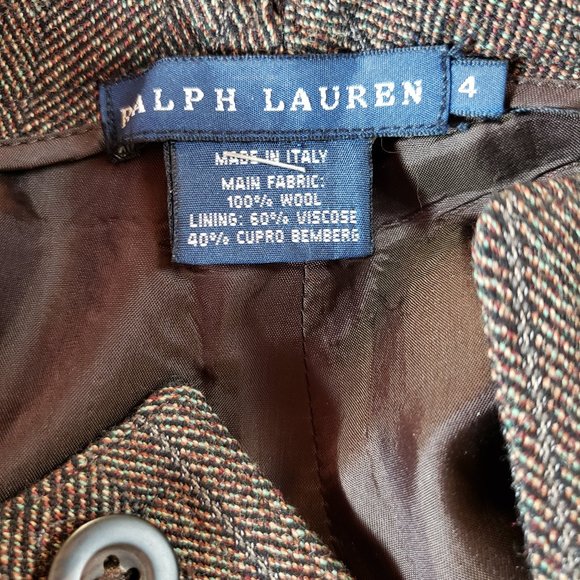 RALPH LAUREN 4
MADE IN ITALY
MAIN FABRIC:
100% WOOL
LINING: 60% VISCOSE
40% CUPRO BEMBERG